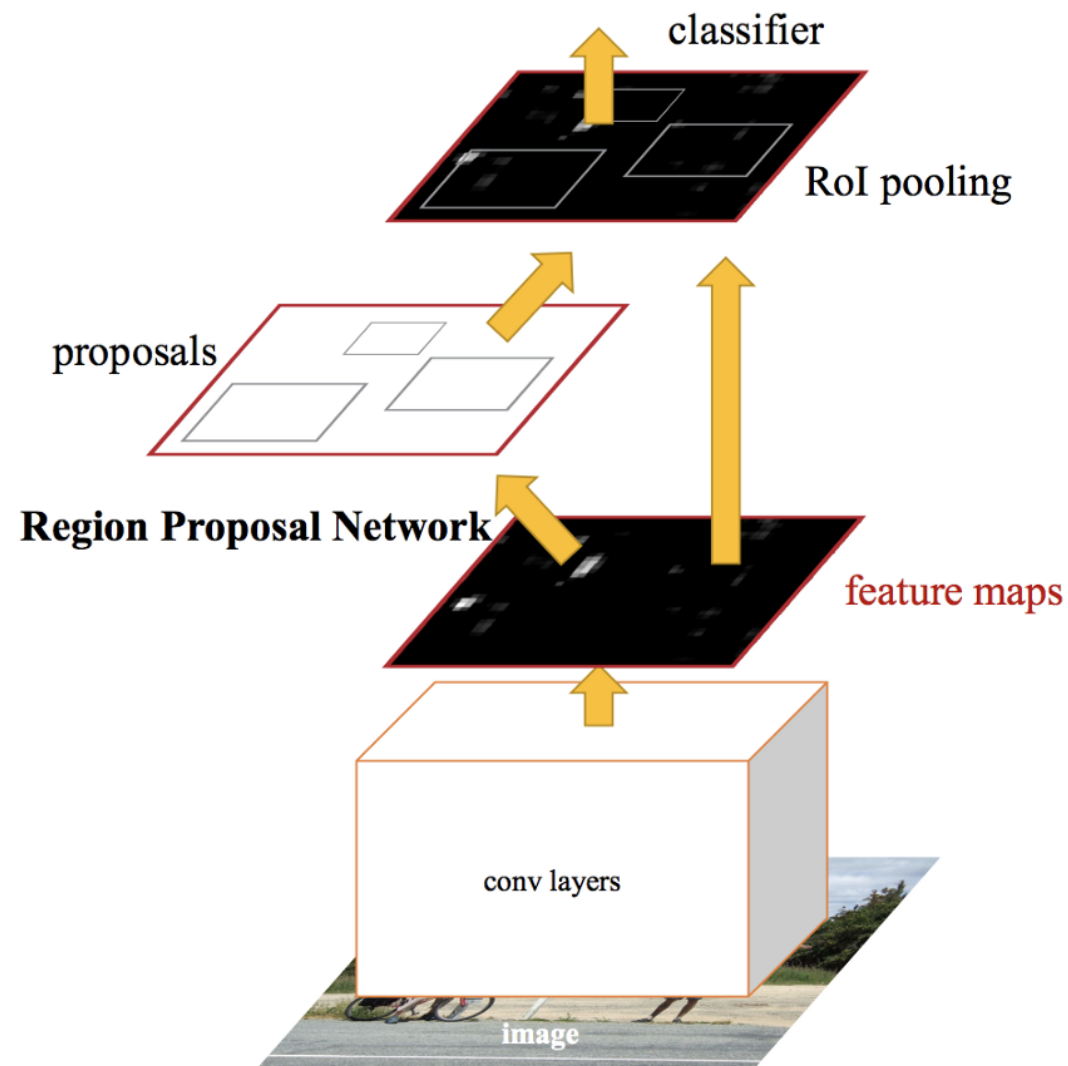 classifier
RoI pooling
proposals
Region Proposal Network
feature maps
conv layers
image